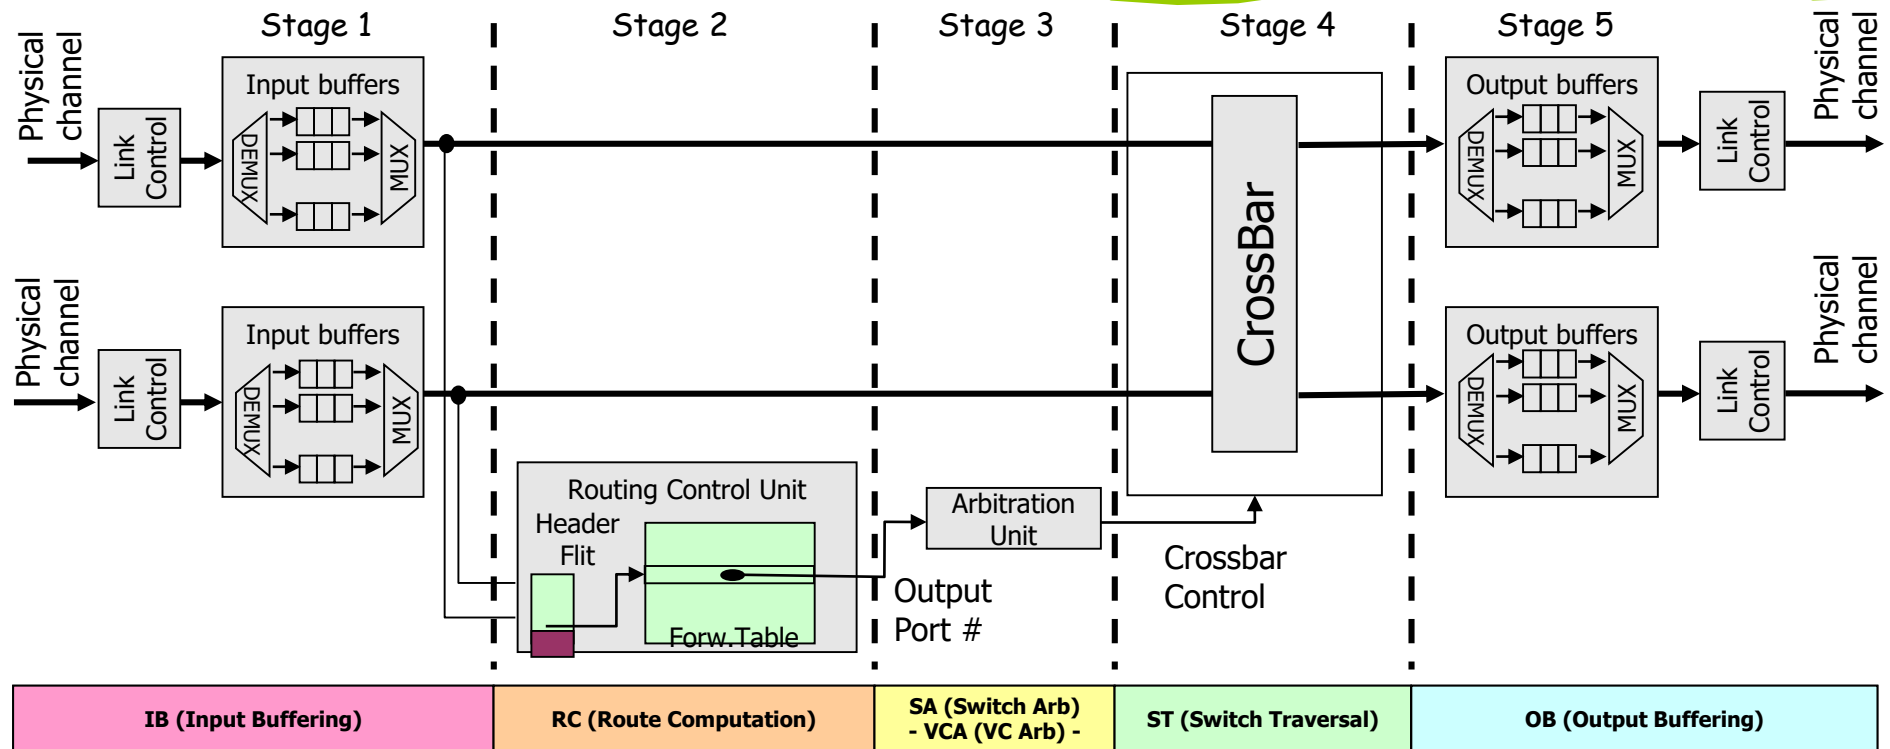 Stage 1
Stage 2
Stage 3
Stage 4
Stage 5
Physical
channel
Link
Control
Input buffers
DEMUX
MUX
CrossBar
Output buffers
DEMUX
MUX
Link
Control
Physical
channel
Physical
channel
Link
Control
Input buffers
DEMUX
MUX
Output buffers
DEMUX
MUX
Link
Control
Physical
channel
Routing Control Unit
Header
Flit
Forw.Table
Arbitration
Unit
Output
Port #
Crossbar
Control
IB (Input Buffering)
RC (Route Computation)
SA (Switch Arb)
- VCA (VC Arb) -
ST (Switch Traversal)
OB (Output Buffering)